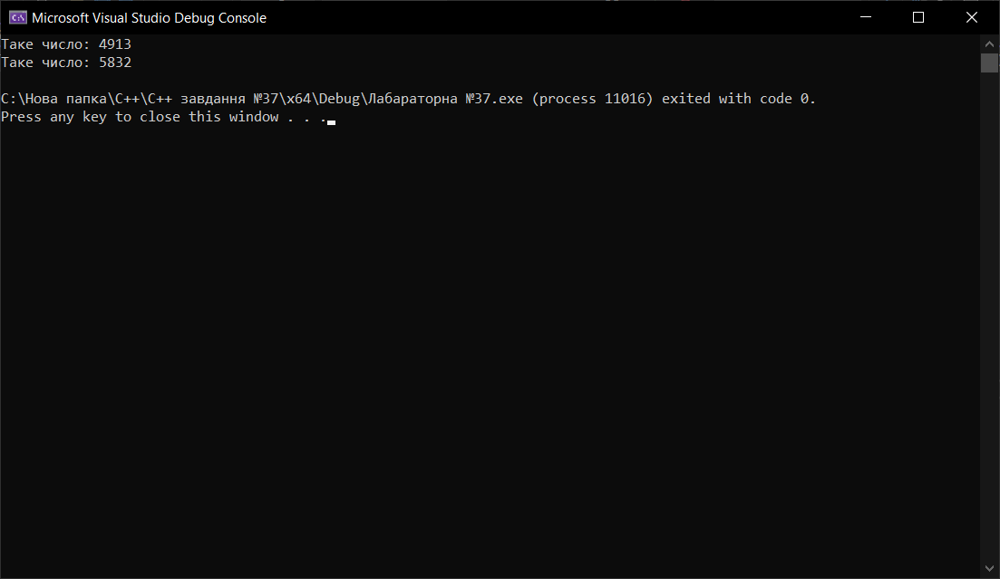 Microsoft Visual Studio Debug Console
Таке число: 4913
Таке число: 5832
C:\Нова папка\C++\C++ завдання №37\x64\Debug\Лабараторна №37.exe (process 11016) exited with code 0.
Press any key to close this window . . .